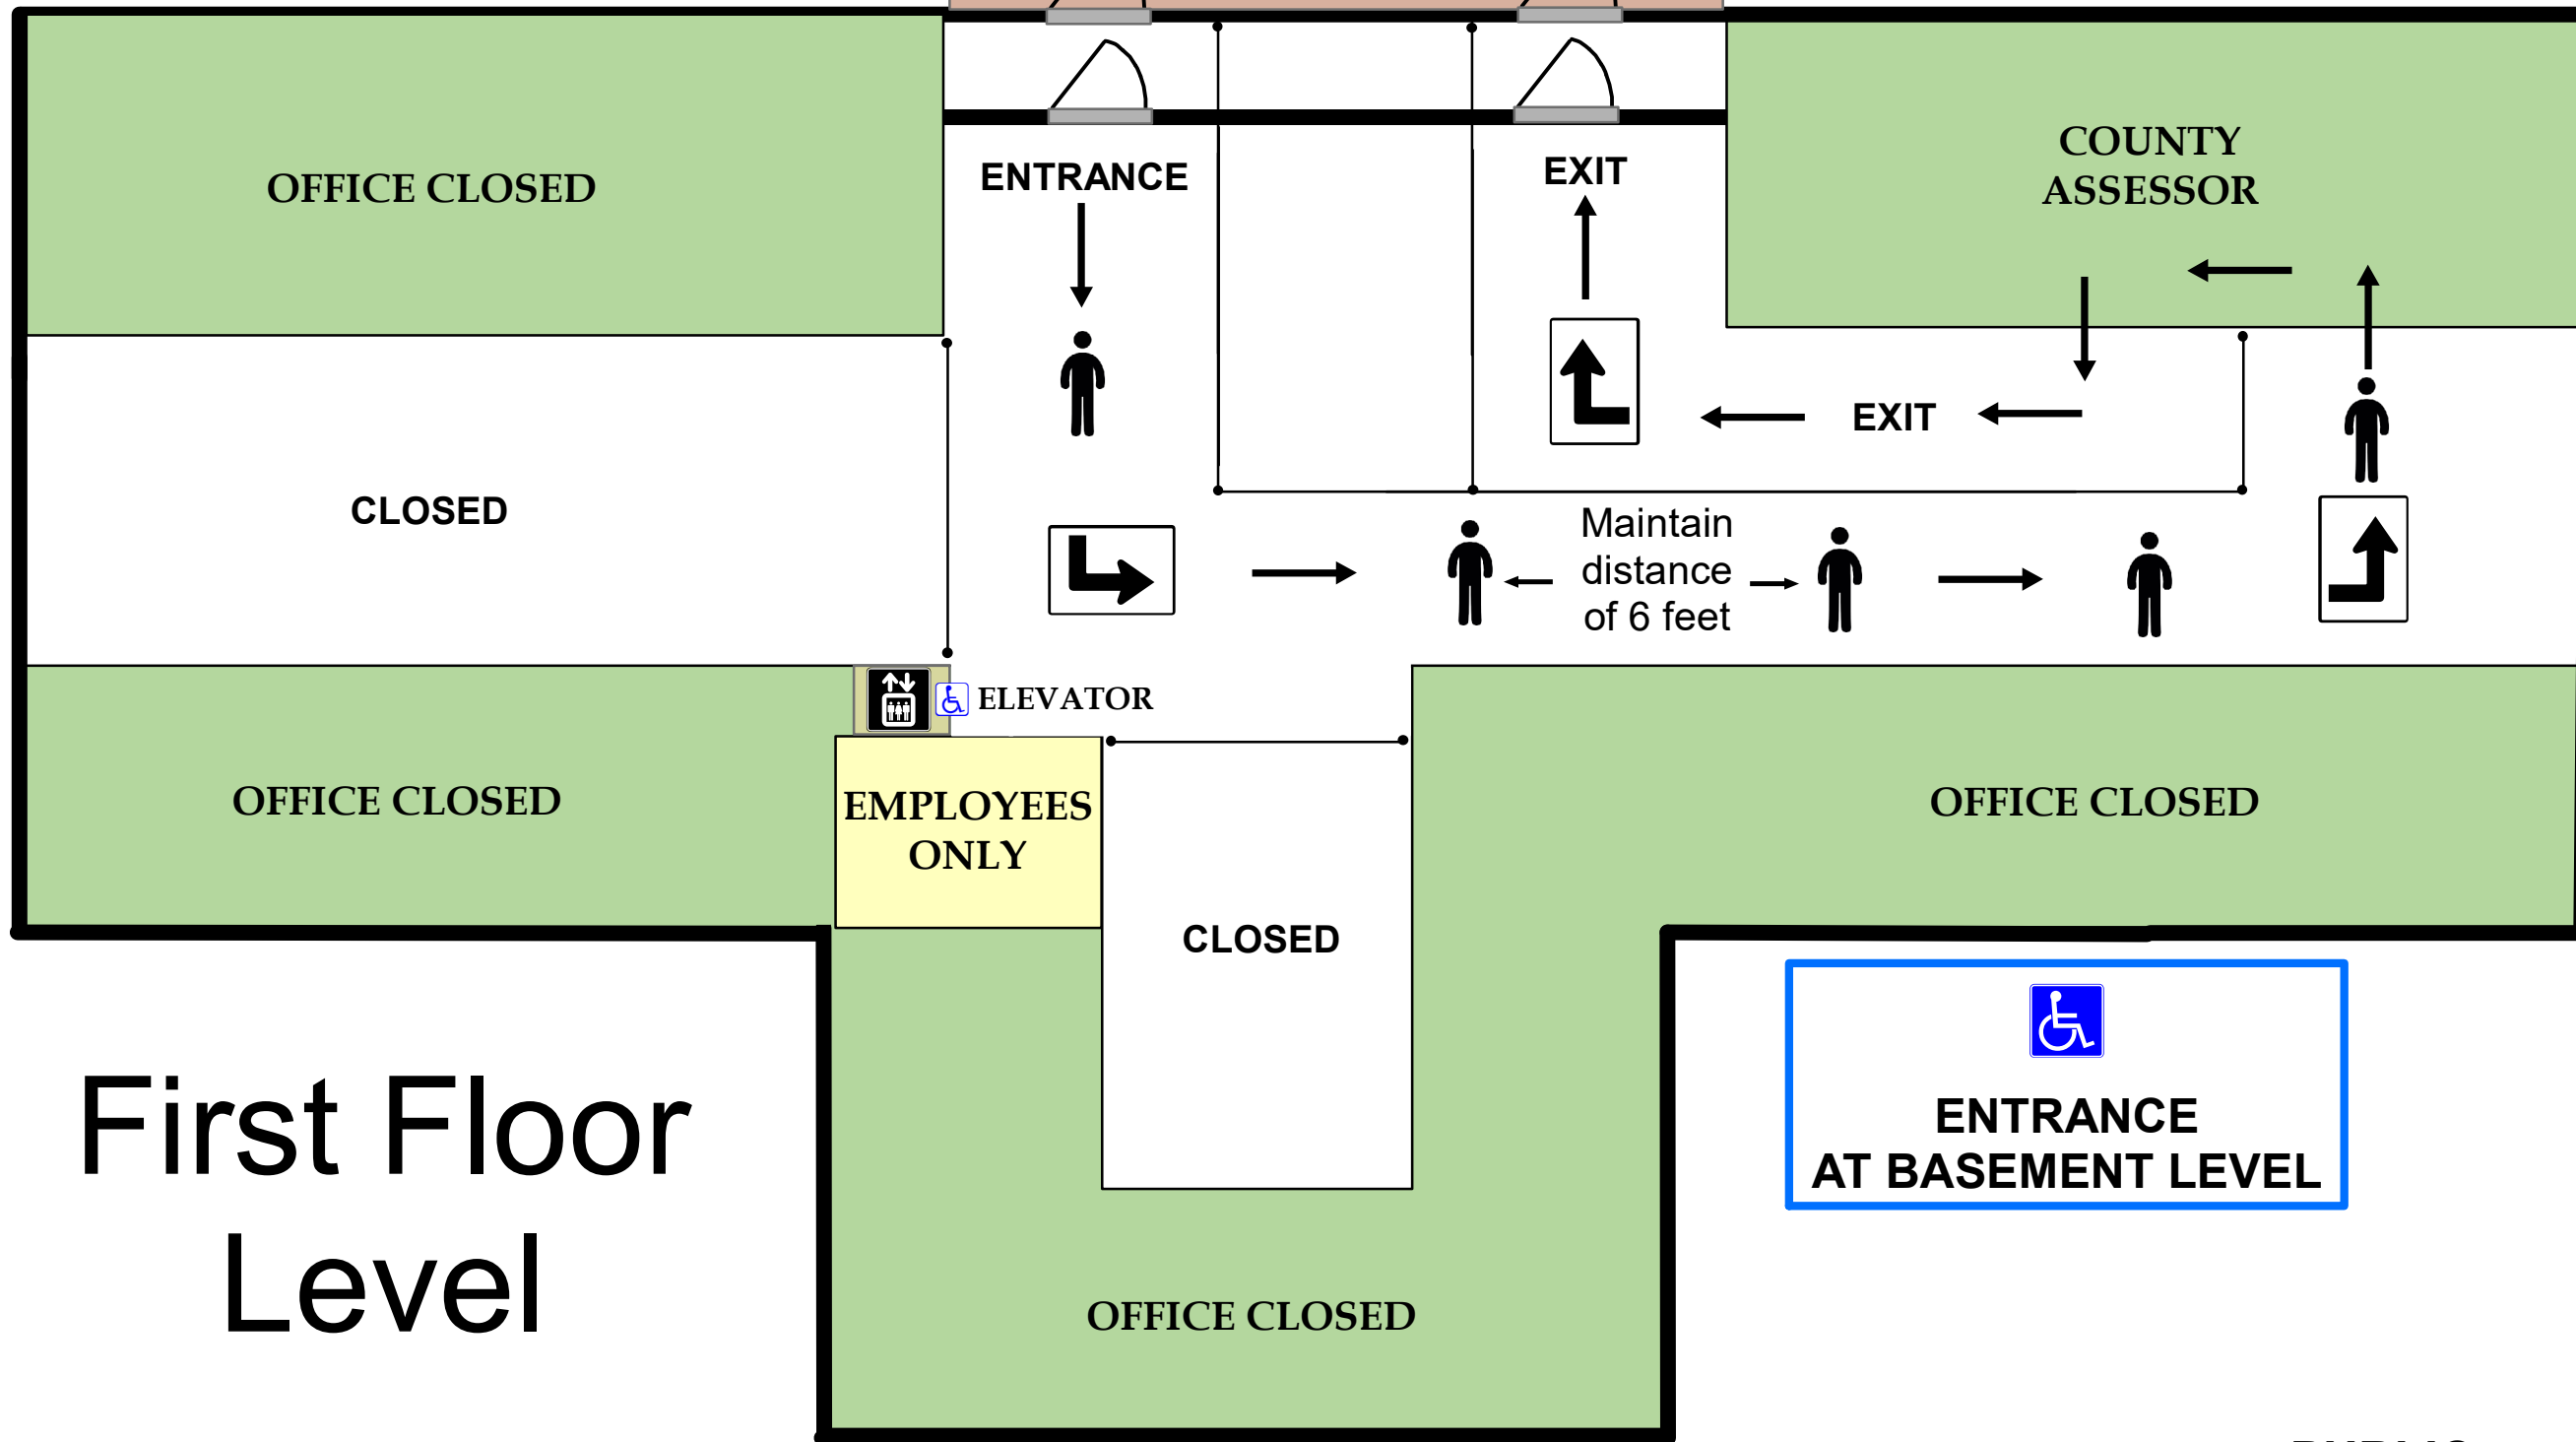 ENTRANCE
EXIT
COUNTY
ASSESSOR
OFFICE CLOSED
EXIT
CLOSED
Maintain
distance
of 6 feet
ELEVATOR
OFFICE CLOSED
EMPLOYEES
ONLY
OFFICE CLOSED
CLOSED
ENTRANCE
AT BASEMENT LEVEL
First Floor
Level
OFFICE CLOSED